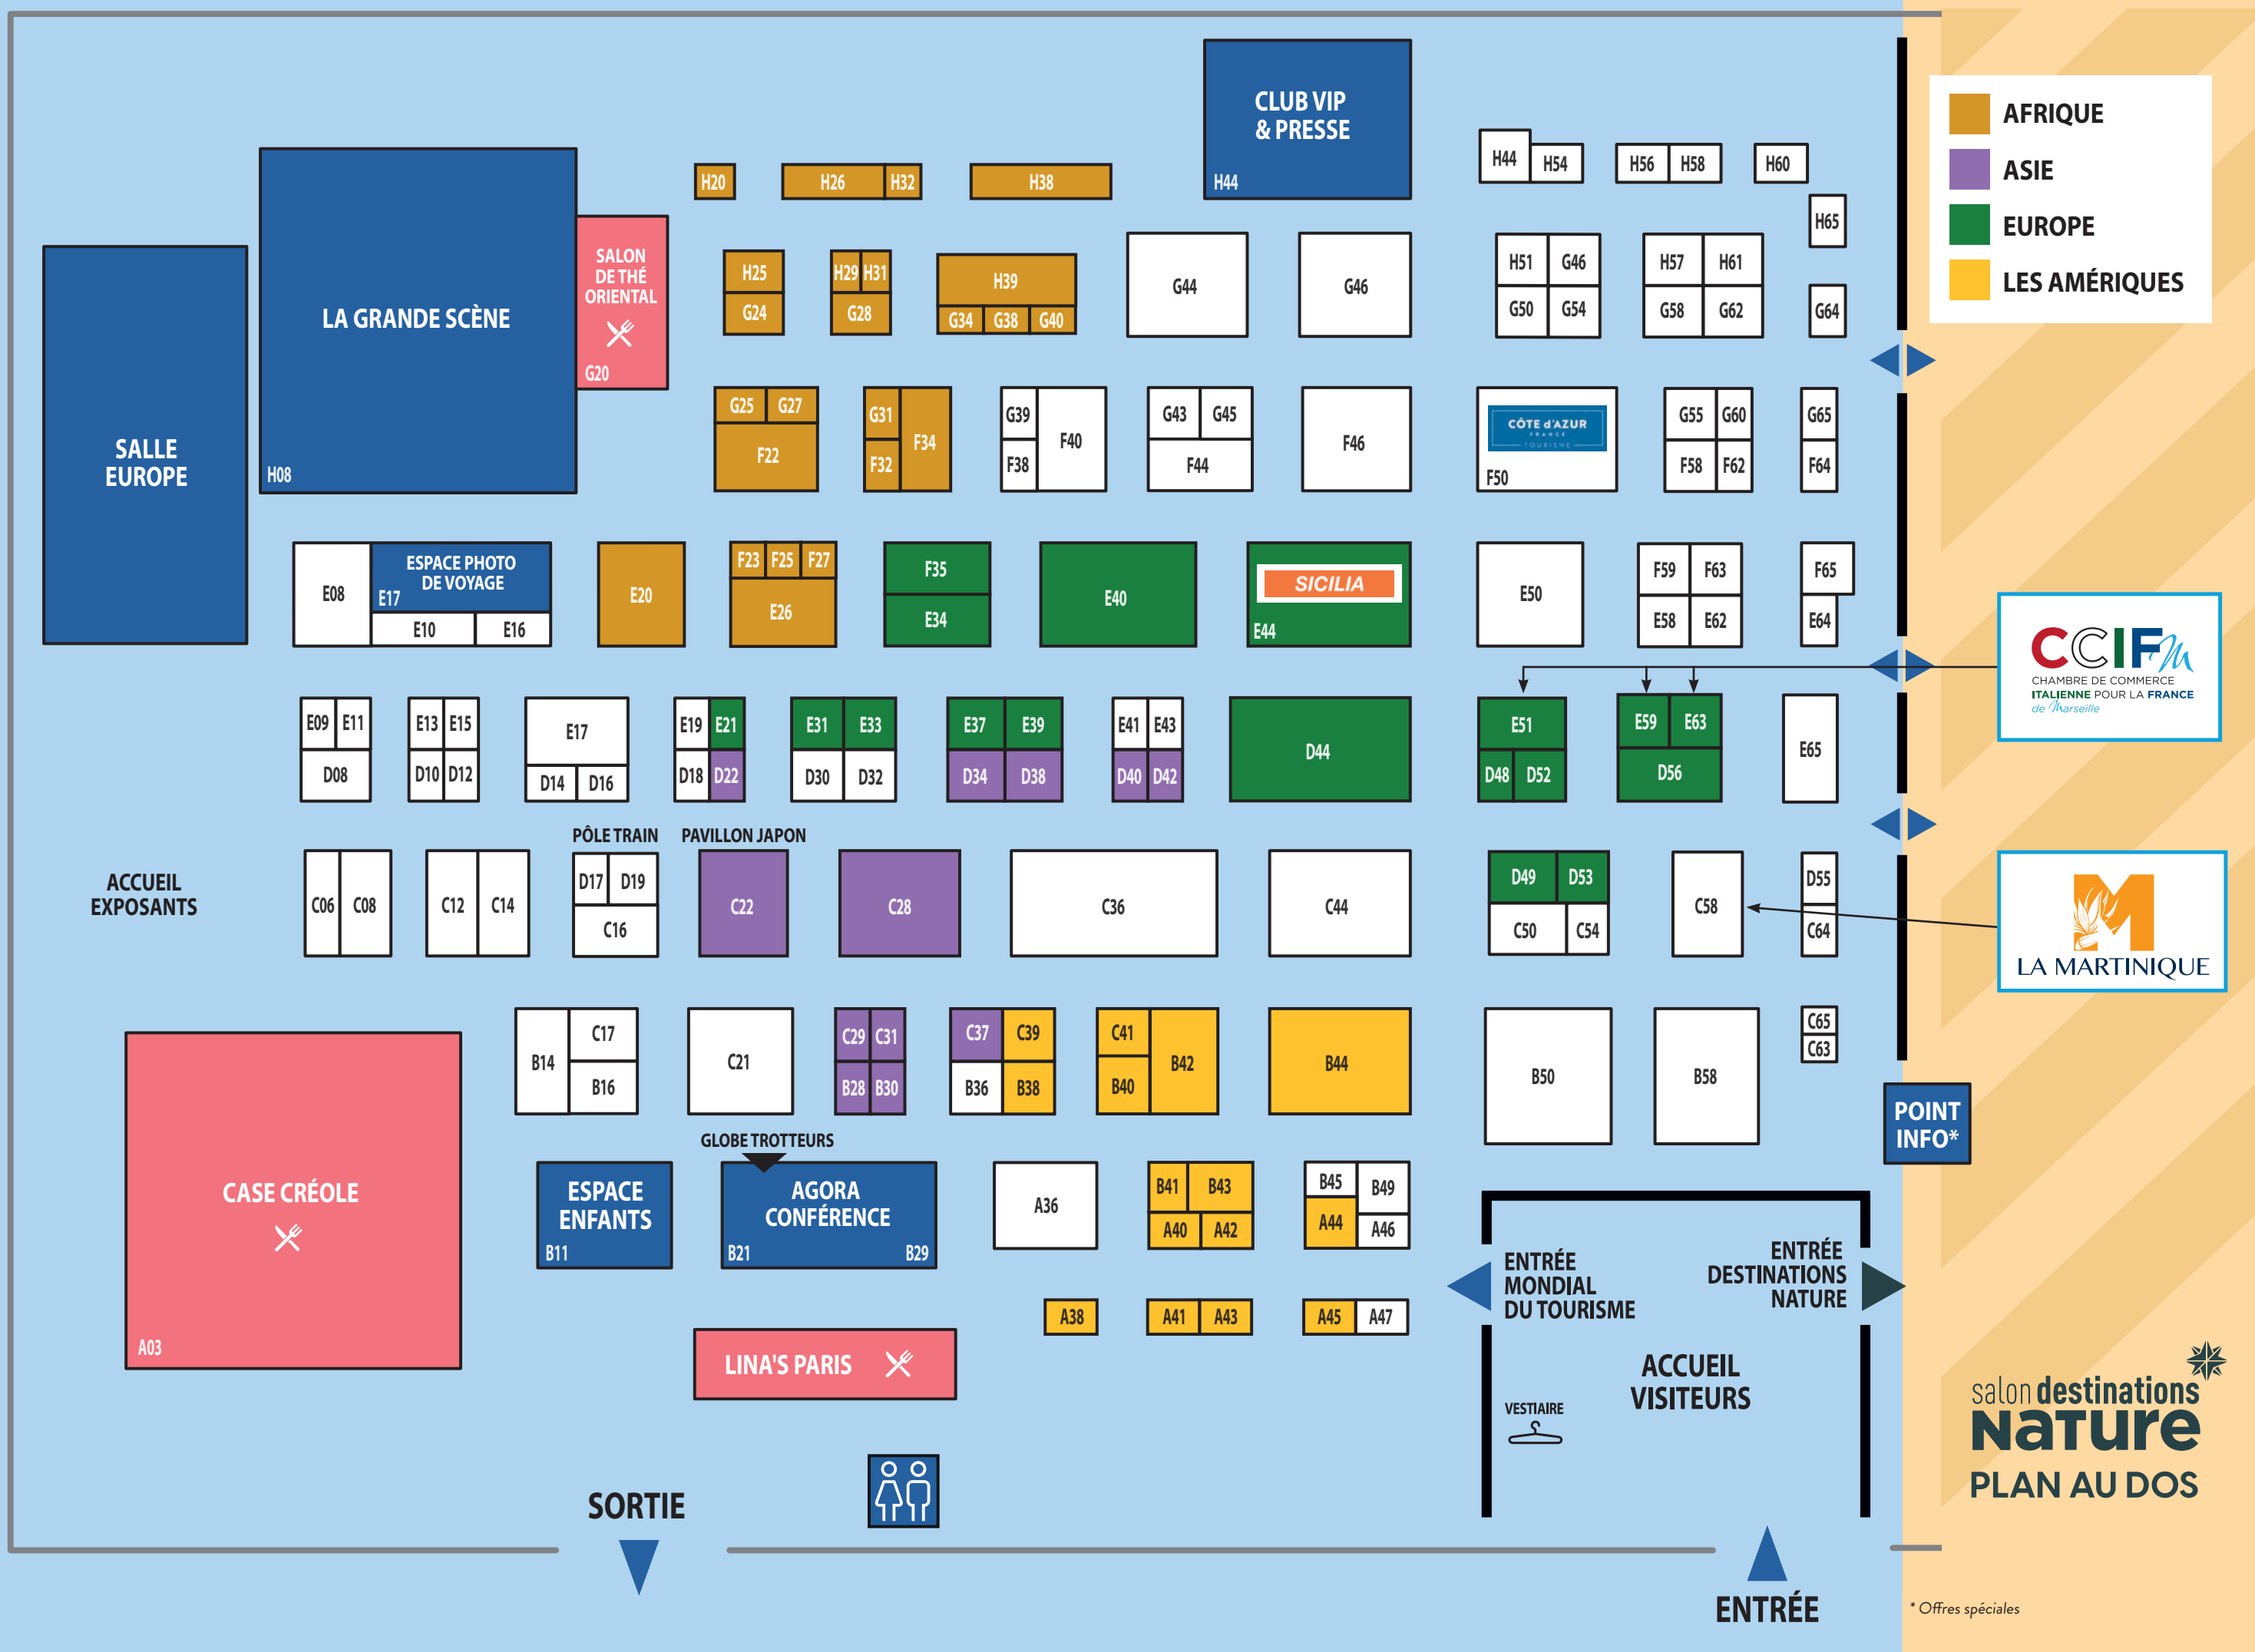 CLUB VIP
& PRESSE
H44
AFRIQUE
ASIE
EUROPE
LES AMÉRIQUES
H20
H26
H32
H38
H44
H54
H56
H58
H60
H65
LA GRANDE SCÈNE
H08
SALON
DE THÉ
ORIENTAL
G20
SALLE
EUROPE
H25
G24
H29
H31
G28
H39
G34
G38
G40
G44
G46
H51
G46
G50
G54
H57
H61
G58
G62
G64
G25
G27
F22
G31
F32
F34
G39
F38
F40
G43
G45
F44
F46
CÔTE d'AZUR
FRANCE
TOURISME
F50
G55
G60
F58
F62
G65
F64
E08
ESPACE PHOTO
DE VOYAGE
E17
E10
E16
E20
F23
F25
F27
E26
F35
E34
E40
SICILIA
E44
E50
F59
F63
E58
E62
F65
E64
CCIFM
CHAMBRE DE COMMERCE
ITALIENNE POUR LA FRANCE
de Marseille
E09
E11
D08
E13
E15
D10
D12
E17
D14
D16
E19
E21
D18
D22
E31
E33
D30
D32
E37
E39
D34
D38
E41
E43
D40
D42
D44
E51
D48
D52
E59
E63
D56
E65
ACCUEIL
EXPOSANTS
PÔLE TRAIN
PAVILLON JAPON
C06
C08
C12
C14
D17
D19
C16
C22
C28
C36
C44
D49
D53
C50
C54
C58
D55
C64
LA MARTINIQUE
B14
C17
B16
C21
C29
C31
B28
B30
C37
C39
B36
B38
C41
B40
B42
B44
B50
B58
C65
C63
POINT
INFO*
CASE CRÉOLE
A03
GLOBE TROTTEURS
ESPACE
ENFANTS
B11
AGORA
CONFÉRENCE
B21
B29
A36
B41
B43
A40
A42
B45
B49
A44
A46
A38
A41
A43
A45
A47
LINA'S PARIS
ENTRÉE
MONDIAL
DU TOURISME
ENTRÉE
DESTINATIONS
NATURE
ACCUEIL
VISITEURS
VESTIAIRE
SORTIE
ENTRÉE
salon destinations
Nature
PLAN AU DOS
* Offres spéciales